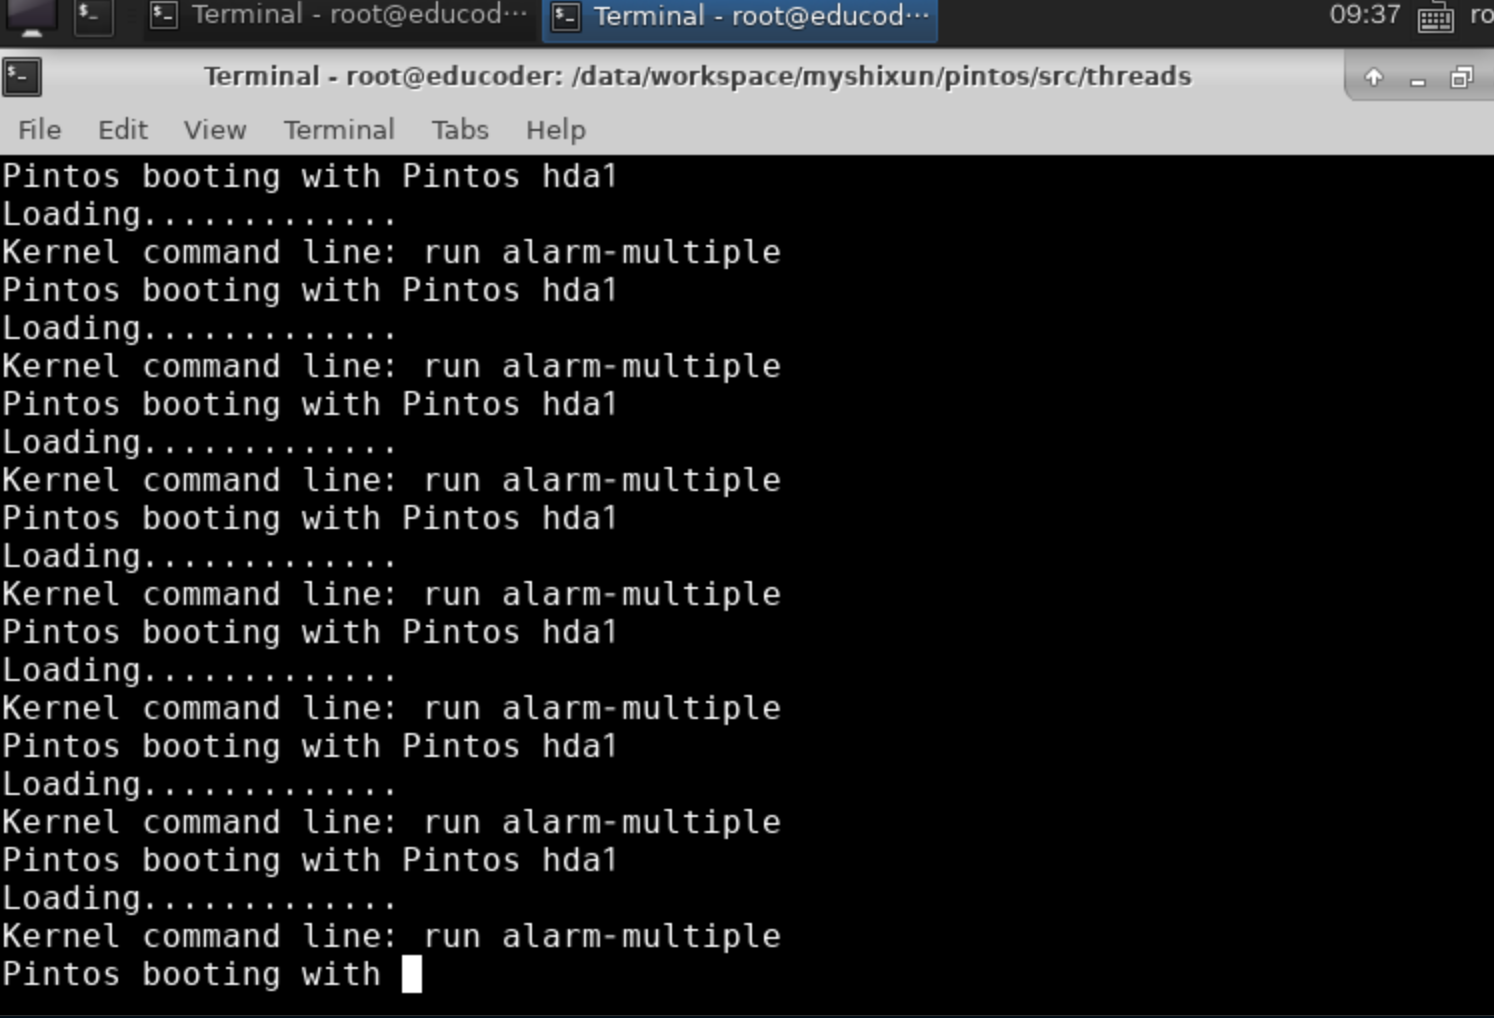 Terminal - root@educod... Terminal - root@educod... 09:37 ro
Terminal - root@educoder: /data/workspace/myshixun/pintos/src/threads
File Edit View Terminal Tabs Help
Pintos booting with Pintos hda1
Loading.............
Kernel command line: run alarm-multiple
Pintos booting with Pintos hda1
Loading.............
Kernel command line: run alarm-multiple
Pintos booting with Pintos hda1
Loading.............
Kernel command line: run alarm-multiple
Pintos booting with Pintos hda1
Loading.............
Kernel command line: run alarm-multiple
Pintos booting with Pintos hda1
Loading.............
Kernel command line: run alarm-multiple
Pintos booting with Pintos hda1
Loading.............
Kernel command line: run alarm-multiple
Pintos booting with Pintos hda1
Loading.............
Kernel command line: run alarm-multiple
Pintos booting with